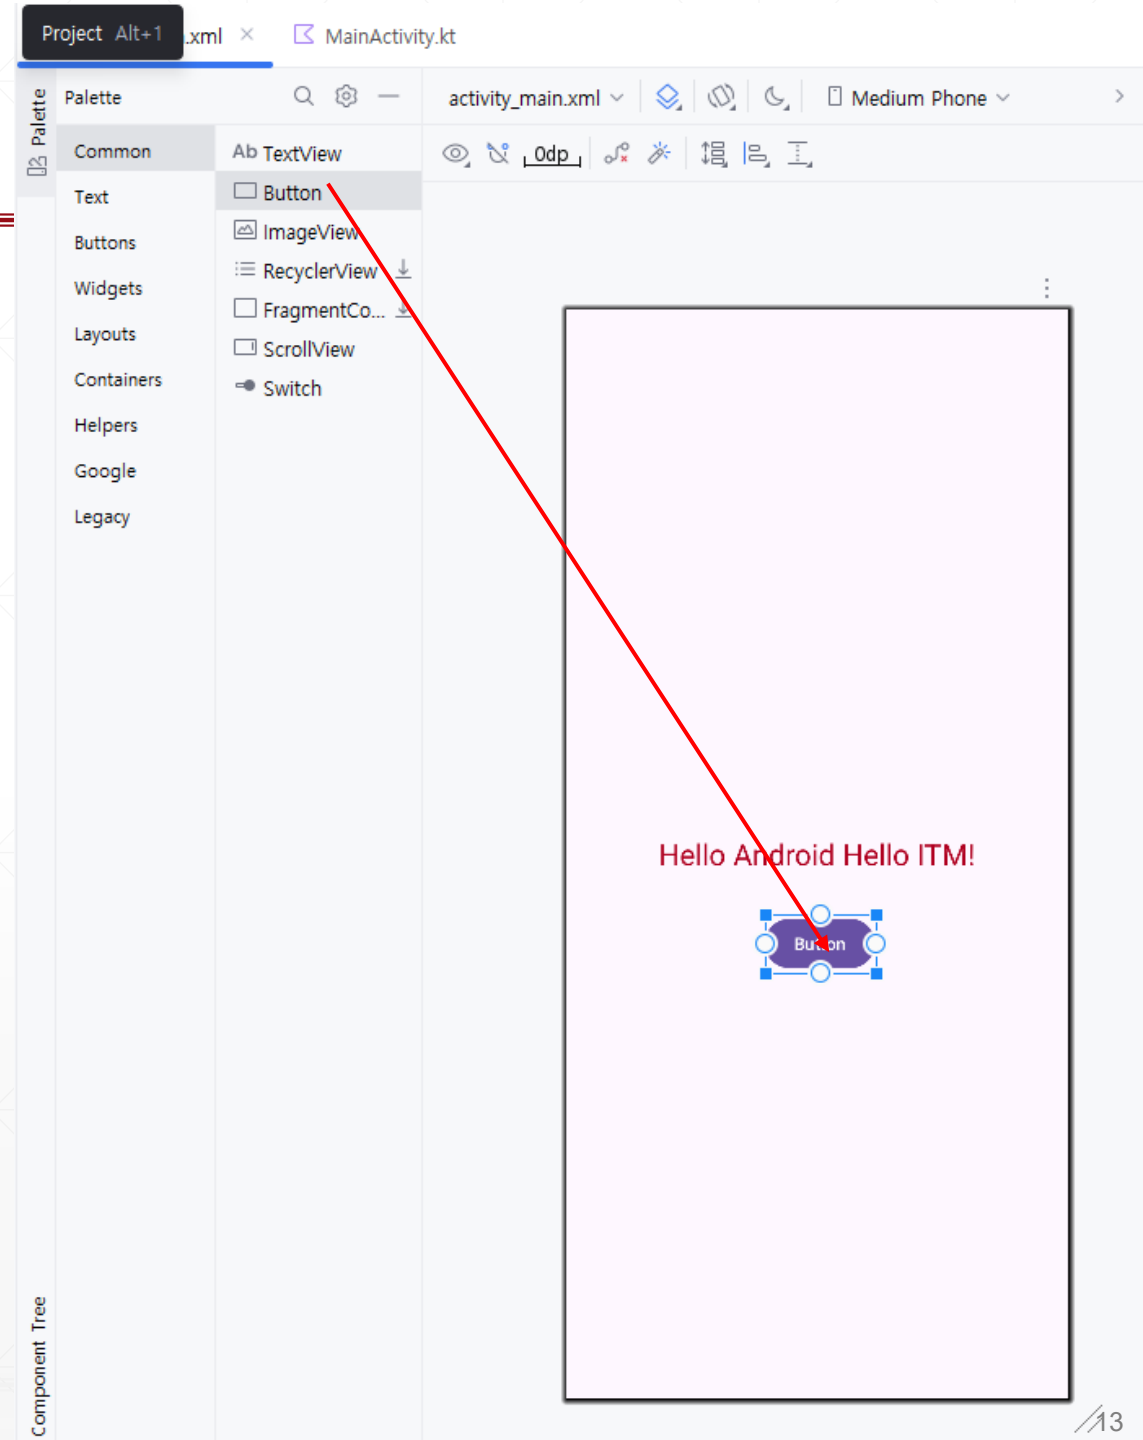 Project Alt+1 .xml
MainActivity.kt
Palette
Palette
activity_main.xml
Medium Phone
Common
Text
Buttons
Widgets
Layouts
Containers
Helpers
Google
Legacy
Ab TextView
Button
ImageView
RecyclerView
FragmentCo...
ScrollView
Switch
0dp
Hello Android Hello ITM!
Button
Component Tree
13